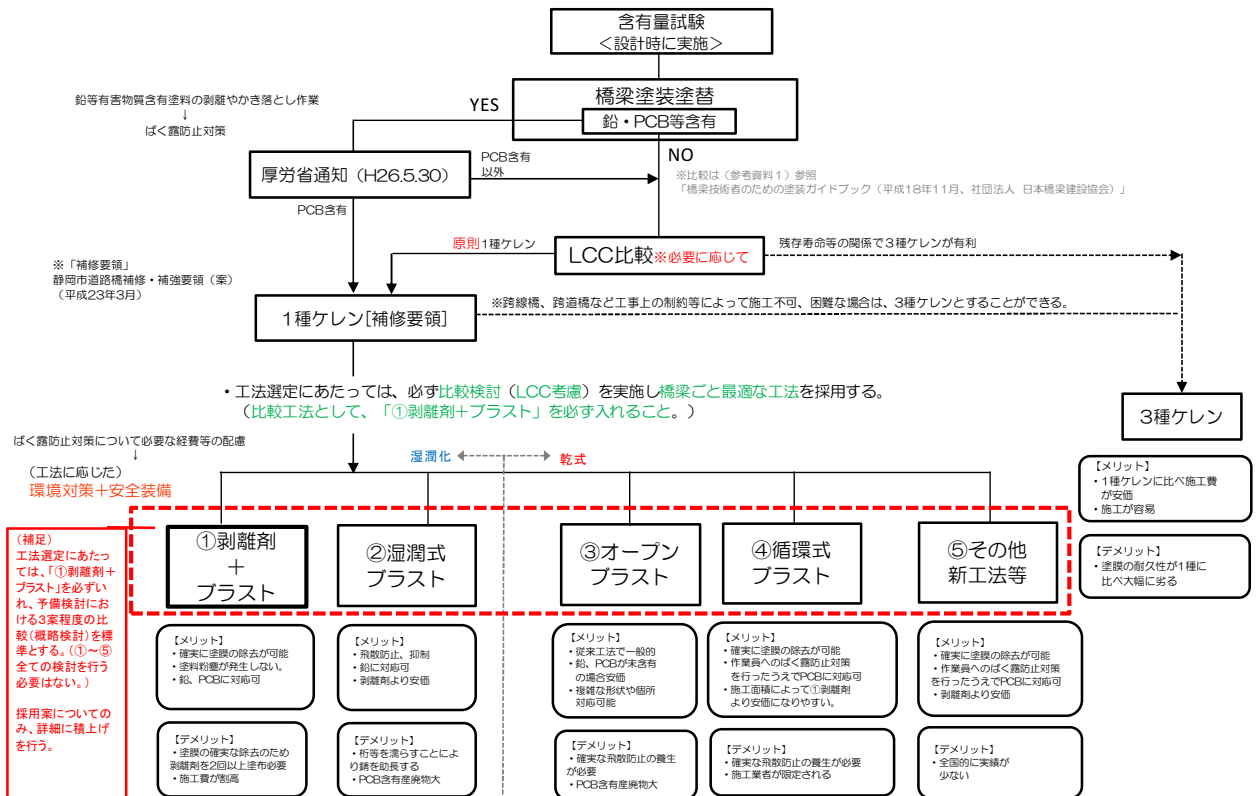 含有量試験
＜設計時に実施＞
橋梁塗装塗替
鉛・PCB等含有
YES
NO
鉛等有害物質含有塗料の剥離やかき落とし作業
↓
ばく露防止対策
厚労省通知（H26.5.30）
PCB含有
以外
PCB含有
※比較は（参考資料１）参照
「橋梁技術者のための塗装ガイドブック（平成18年11月、社団法人　日本橋梁建設協会）」
原則１種ケレン
LCC比較※必要に応じて
残存寿命等の関係で３種ケレンが有利
※「補修要領」
静岡市道路橋補修・補強要領（案）
（平成23年3月）
１種ケレン[補修要領]
※跨線橋、跨道橋など工事上の制約等によって施工不可、困難な場合は、３種ケレンとすることができる。
・工法選定にあたっては、必ず比較検討（LCC考慮）を実施し橋梁ごと最適な工法を採用する。
（比較工法として、「①剥離剤＋ブラスト」を必ず入れること。）
３種ケレン
【メリット】
・１種ケレンに比べ施工費
が安価
・施工が容易
【デメリット】
・塗膜の耐久性が１種に
比べ大幅に劣る
ばく露防止対策について必要な経費等の配慮
↓
（工法に応じた）
環境対策＋安全装備
湿潤化
乾式
（補足）
工法選定にあたっ
ては、「①剥離剤＋
ブラスト」を必ずい
れ、予備検討にお
ける３案程度の比
較（概略検討）を標
準とする。（①～⑤
全ての検討を行う
必要はない。）
採用案についての
み、詳細に積上げ
を行う。
①剥離剤
＋
ブラスト
②湿潤式
ブラスト
③オープン
ブラスト
④循環式
ブラスト
⑤その他
新工法等
【メリット】
・確実に塗膜の除去が可能
・塗料粉塵が発生しない。
・鉛、PCBに対応可
【メリット】
・飛散防止、抑制
・鉛に対応可
・剥離剤より安価
【メリット】
・従来工法で一般的
・鉛、PCBが未含有
の場合安価
・複雑な形状や個所
対応可能
【メリット】
・確実に塗膜の除去が可能
・作業員へのばく露防止対策
を行ったうえでPCBに対応可
・施工面積によって①剥離剤
より安価になりやすい。
【メリット】
・確実に塗膜の除去が可能
・作業員へのばく露防止対策
を行ったうえでPCBに対応可
・剥離剤より安価
【デメリット】
・塗膜の確実な除去のため
剥離剤を2回以上塗布必要
・施工費が割高
【デメリット】
・桁等を濡らすことによ
り錆を助長する
・PCB含有産廃物大
【デメリット】
・確実な飛散防止の養生
が必要
・PCB含有産廃物大
【デメリット】
・確実な飛散防止の養生が必要
・施工業者が限定される
【デメリット】
・全国的に実績が
少ない